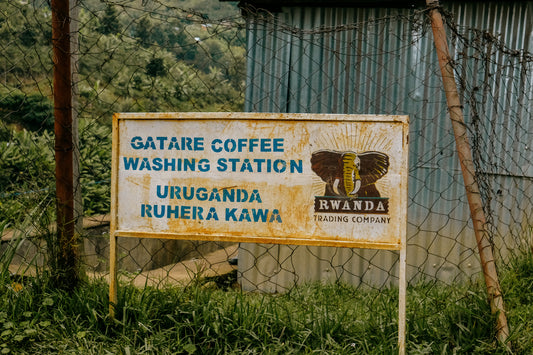 GATARE COFFEE
WASHING STATION
URUGANDA
RUHERA KAWA
RWANDA
TRADING COMPANY